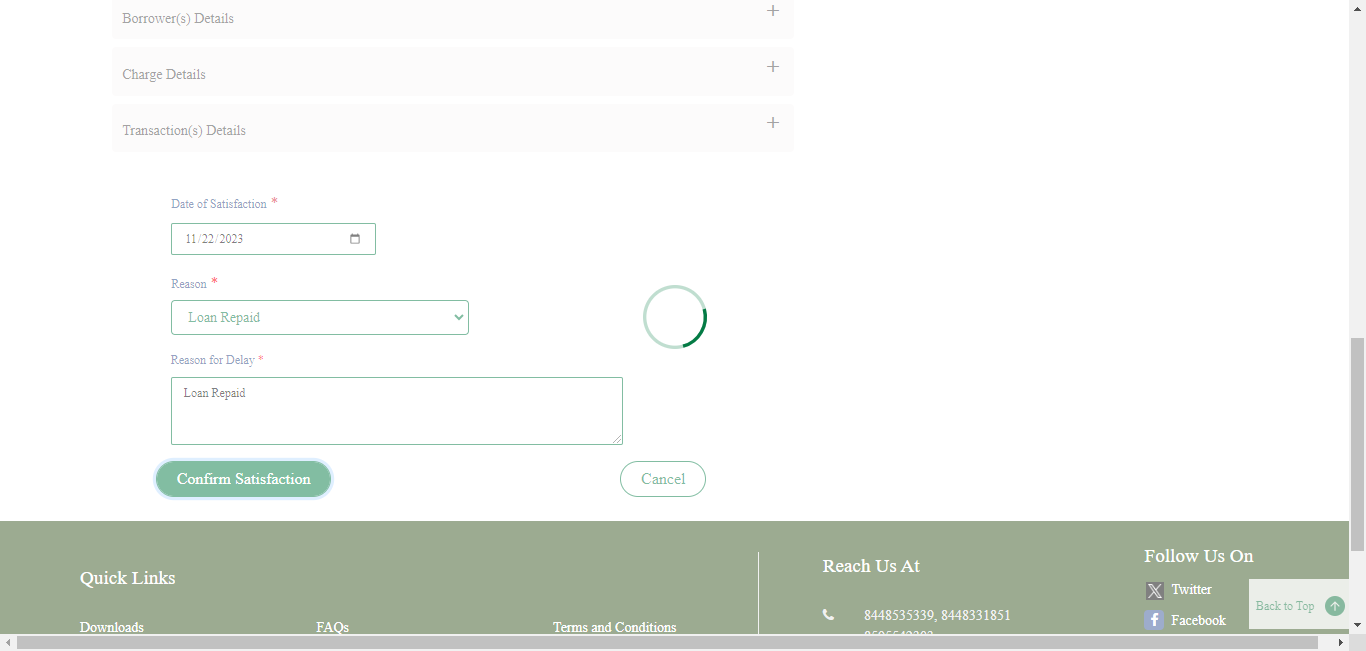 Borrower(s) Details
Charge Details
Transaction(s) Details
Date of Satisfaction *
11/22/2023
Reason *
Loan Repaid
Reason for Delay *
Loan Repaid
Confirm Satisfaction
Cancel
Quick Links
Downloads
FAQs
Terms and Conditions
Reach Us At
8448535339, 8448331851
Follow Us On
Twitter
Facebook
Back to Top